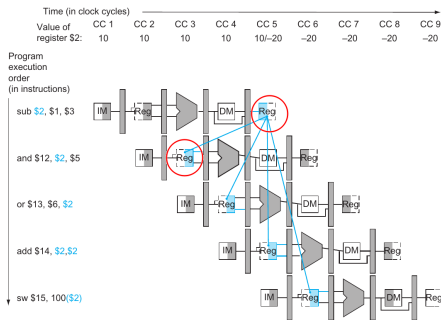 Time (in clock cycles)
Value of register $2:
CC 1 CC 2 CC 3 CC 4 CC 5 CC 6 CC 7 CC 8 CC 9
10 10 10 10 10/–20 –20 –20 –20 –20
Program
execution
order
(in instructions)
sub $2, $1, $3
IM Reg DM Reg
and $12, $2, $5
IM Reg DM Reg
or $13, $6, $2
IM Reg DM Reg
add $14, $2,$2
IM Reg DM Reg
sw $15, 100($2)
IM Reg DM Reg